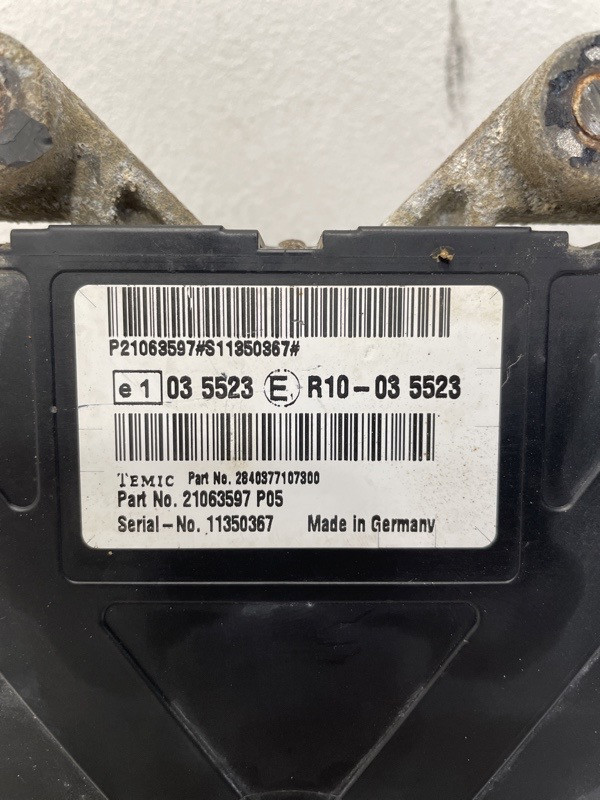 P21063597#S11350367#
e1 03 5523 E R10-03 5523
TEMIC Part No. 2840377107300
Part No. 21063597 P05
Serial-No. 11350367 Made in Germany